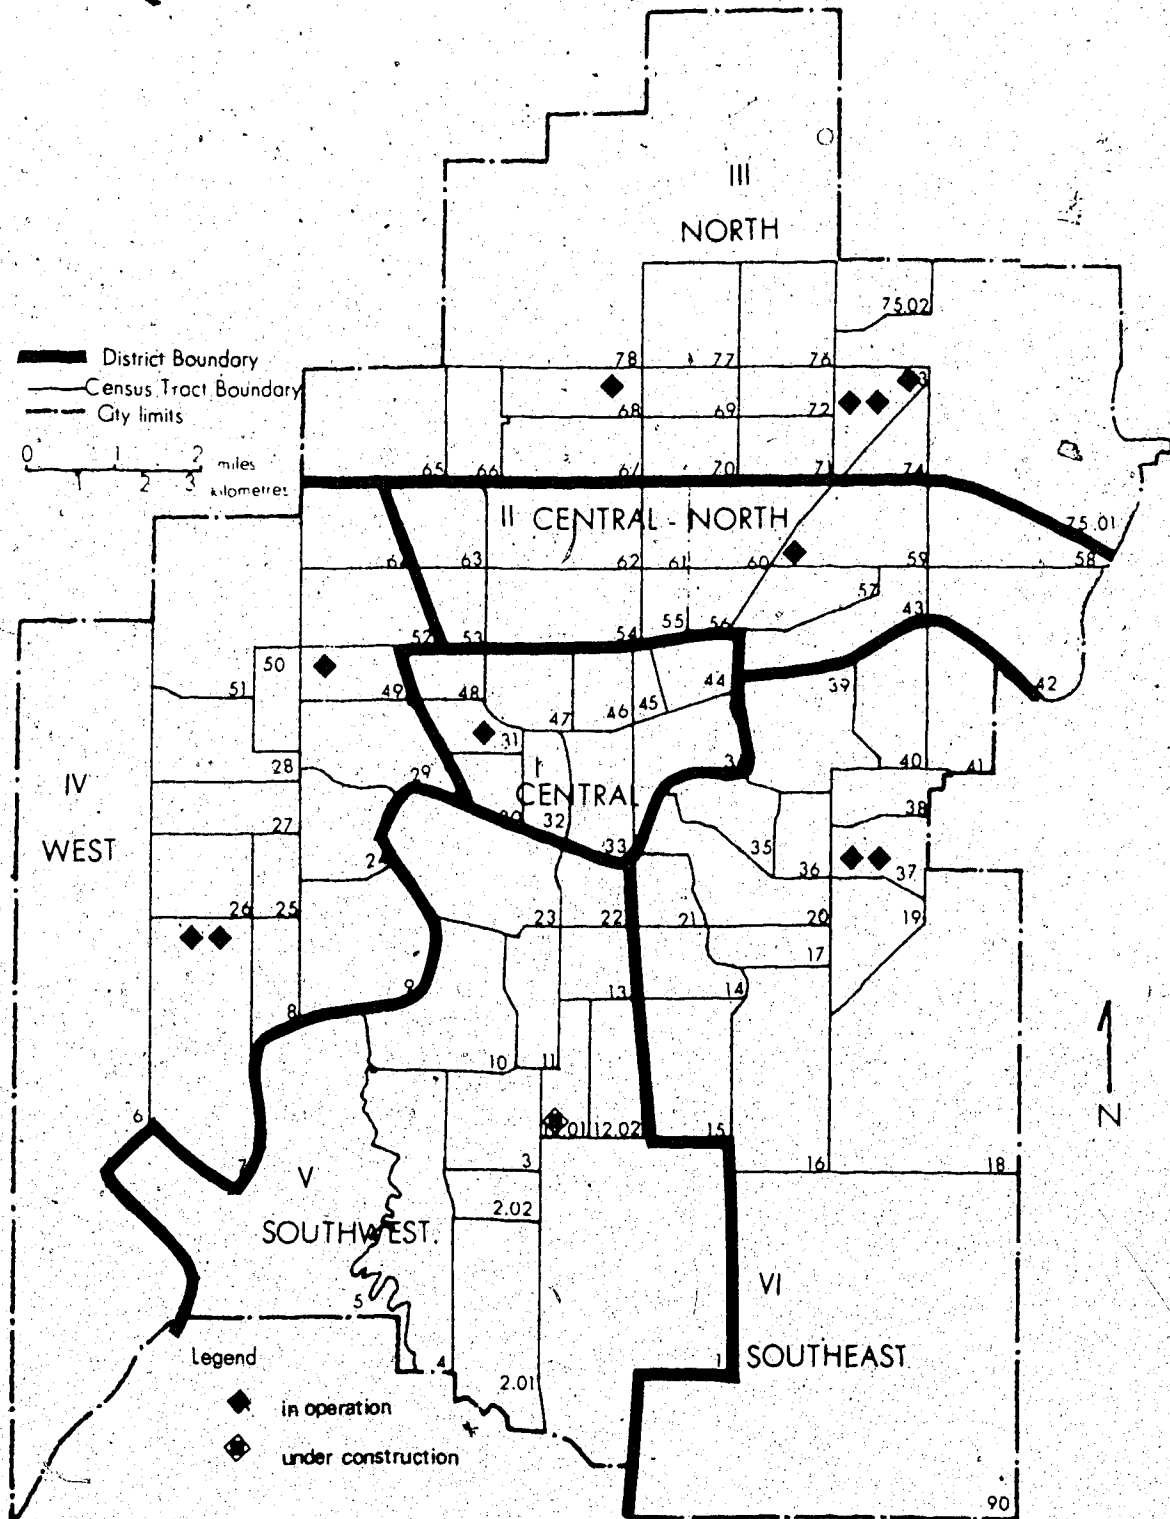 III
NORTH
75.02
District Boundary
78 77 76
Census Tract Boundary
City limits
68 69 72
0 1 2 miles
1 2 3 kilometres
65 66 67 70 71 74
II CENTRAL - NORTH
75.01
64 63 62 61 60 59 58
57
52 53 54 55 56 43
50
51 49 48 47 46 45 44 39 42
31
I
28 29 40 41
IV
CENTRAL
38
27 32
WEST
33 35 36 37
26 25 23 22 21 20 19
17
9 13 14
8
10 11
6
12.02 15
7 3 16 18
V
2.02
SOUTHWEST
N
VI
5
Legend
4 2.01 1
SOUTHEAST
in operation
under construction
90